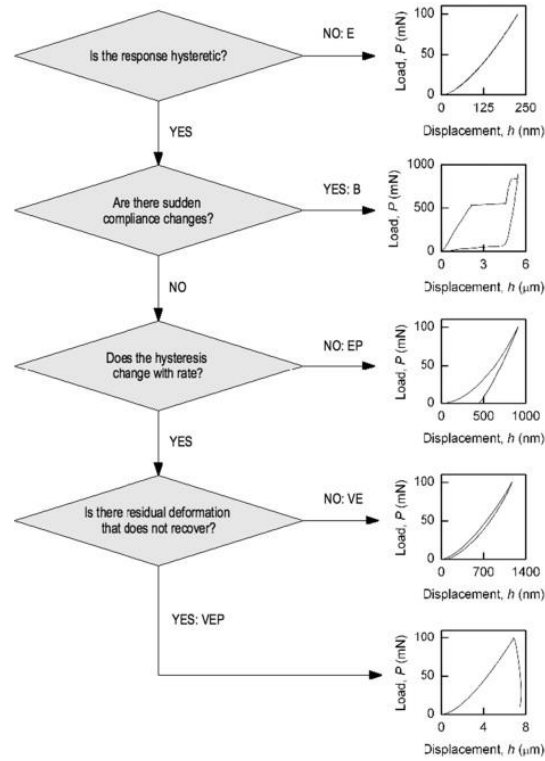 Is the response hysteretic?
NO: E
Load, P (mN)
100
50
0
0 125 250
Displacement, h (nm)
YES
Are there sudden
compliance changes?
YES: B
Load, P (mN)
1000
500
0
0 3 6
Displacement, h (μm)
NO
Does the hysteresis
change with rate?
NO: EP
Load, P (mN)
100
50
0
0 500 1000
Displacement, h (nm)
YES
Is there residual deformation
that does not recover?
NO: VE
Load, P (mN)
100
50
0
0 700 1400
Displacement, h (nm)
YES: VEP
Load, P (mN)
100
50
0
0 4 8
Displacement, h (μm)